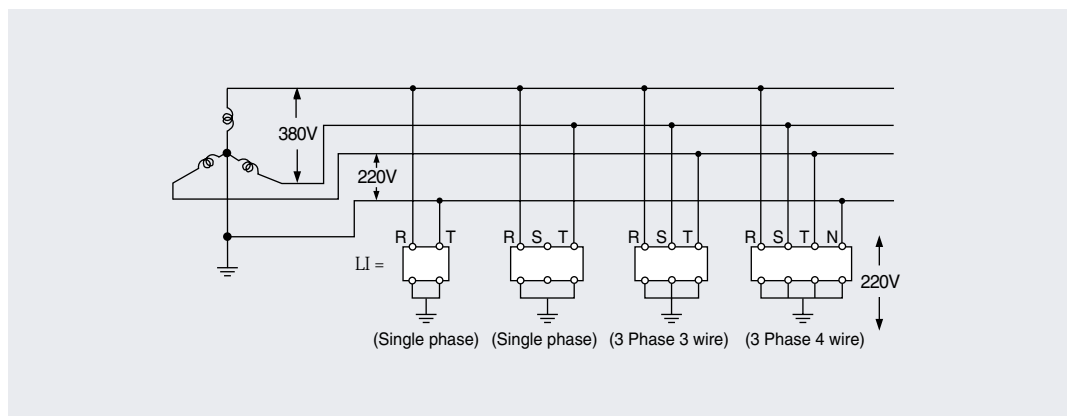 380V
220V
R T R S T R S T R S T N
LI =
220V
(Single phase) (Single phase) (3 Phase 3 wire) (3 Phase 4 wire)